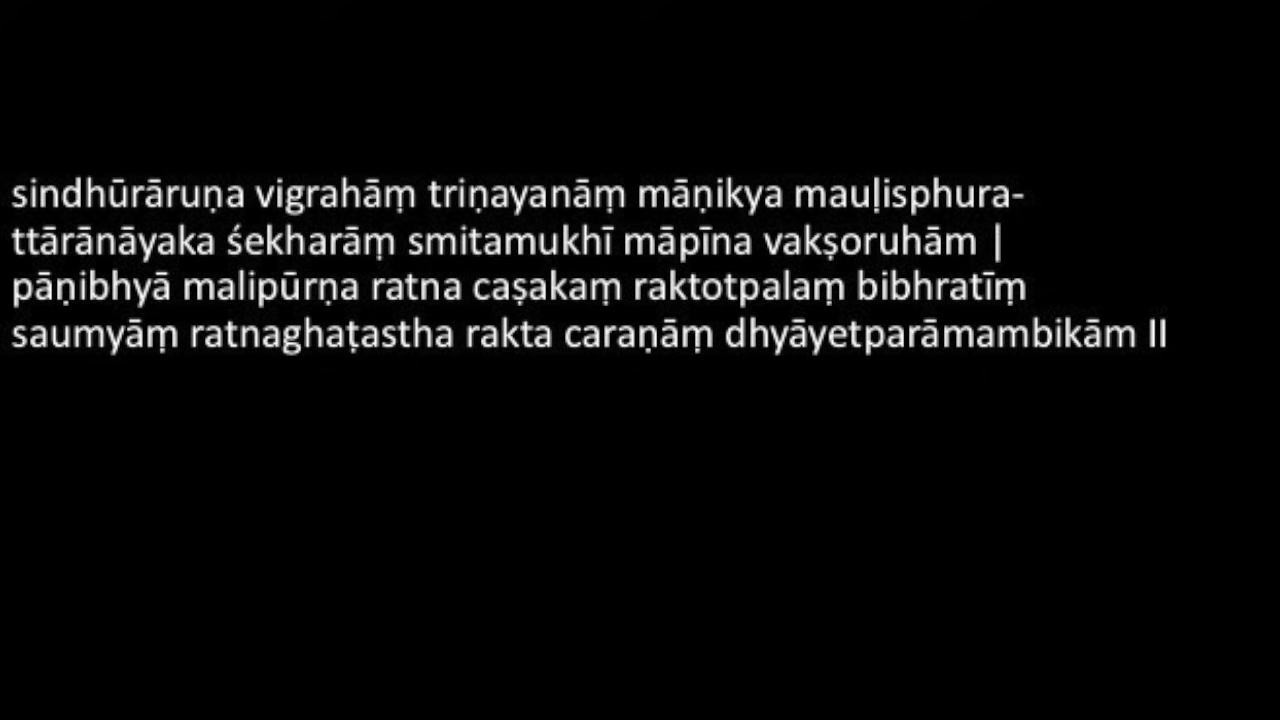 sindhūrāruṇa vigrahāṃ triṇayanāṃ māṇikya mauḷisphura-
ttārānāyaka śekharāṃ smitamukhī māpīna vakṣoruhām |
pāṇibhyā malipūrṇa ratna caṣakaṃ raktotpalaṃ bibhratīṃ
saumyāṃ ratnaghaṭastha rakta caraṇāṃ dhyāyetparāmambikām II